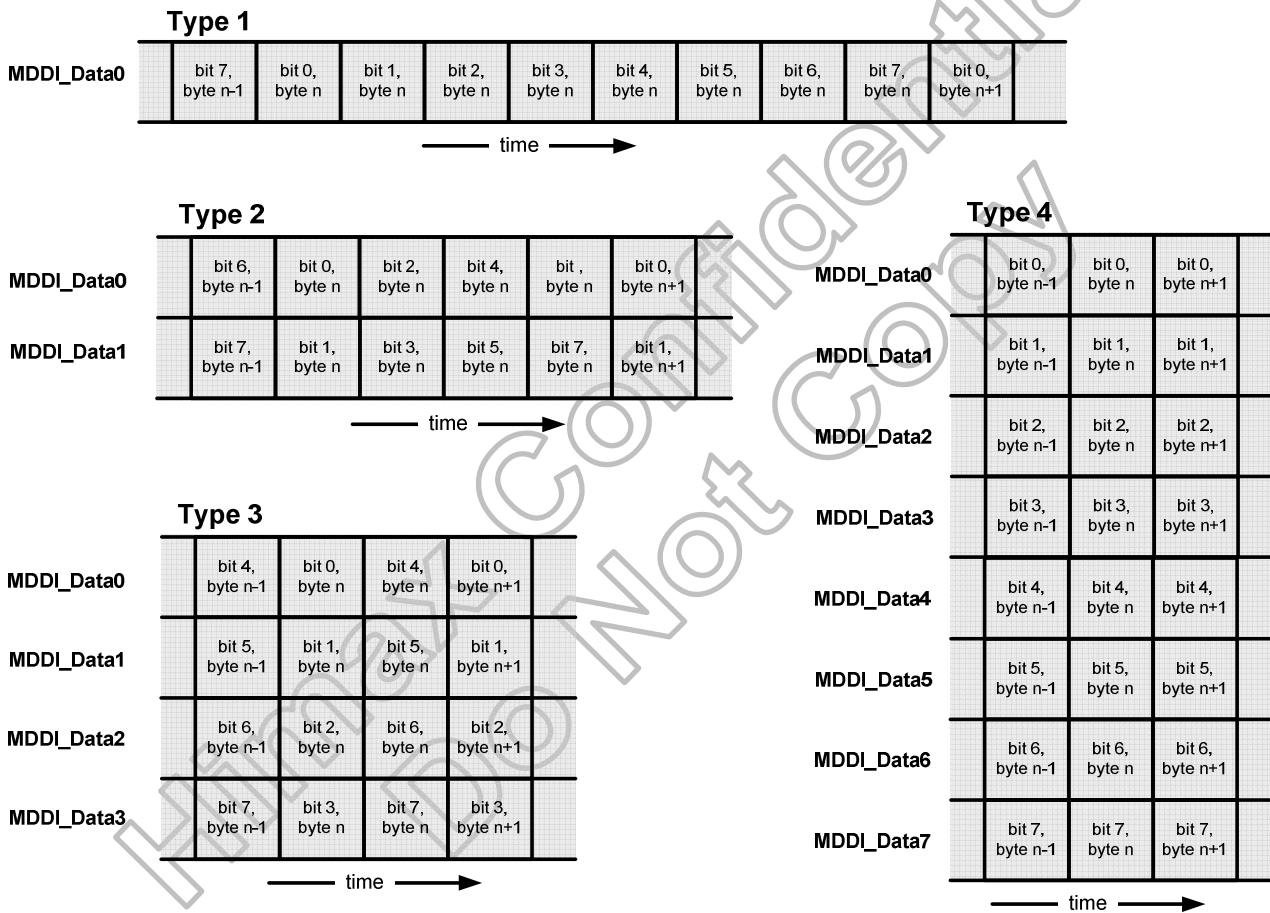 Type 1
MDDI_Data0
bit 7, byte n-1
bit 0, byte n
bit 1, byte n
bit 2, byte n
bit 3, byte n
bit 4, byte n
bit 5, byte n
bit 6, byte n
bit 7, byte n
bit 0, byte n+1
time
Type 2
MDDI_Data0
bit 6, byte n-1
bit 0, byte n
bit 2, byte n
bit 4, byte n
bit , byte n
bit 0, byte n+1
MDDI_Data1
bit 7, byte n-1
bit 1, byte n
bit 3, byte n
bit 5, byte n
bit 7, byte n
bit 1, byte n+1
time
Type 3
MDDI_Data0
bit 4, byte n-1
bit 0, byte n
bit 4, byte n
bit 0, byte n+1
MDDI_Data1
bit 5, byte n-1
bit 1, byte n
bit 5, byte n
bit 1, byte n+1
MDDI_Data2
bit 6, byte n-1
bit 2, byte n
bit 6, byte n
bit 2, byte n+1
MDDI_Data3
bit 7, byte n-1
bit 3, byte n
bit 7, byte n
bit 3, byte n+1
time
Type 4
MDDI_Data0
bit 0, byte n-1
bit 0, byte n
bit 0, byte n+1
MDDI_Data1
bit 1, byte n-1
bit 1, byte n
bit 1, byte n+1
MDDI_Data2
bit 2, byte n-1
bit 2, byte n
bit 2, byte n+1
MDDI_Data3
bit 3, byte n-1
bit 3, byte n
bit 3, byte n+1
MDDI_Data4
bit 4, byte n-1
bit 4, byte n
bit 4, byte n+1
MDDI_Data5
bit 5, byte n-1
bit 5, byte n
bit 5, byte n+1
MDDI_Data6
bit 6, byte n-1
bit 6, byte n
bit 6, byte n+1
MDDI_Data7
bit 7, byte n-1
bit 7, byte n
bit 7, byte n+1
time
Himax Confidential
Do Not Copy